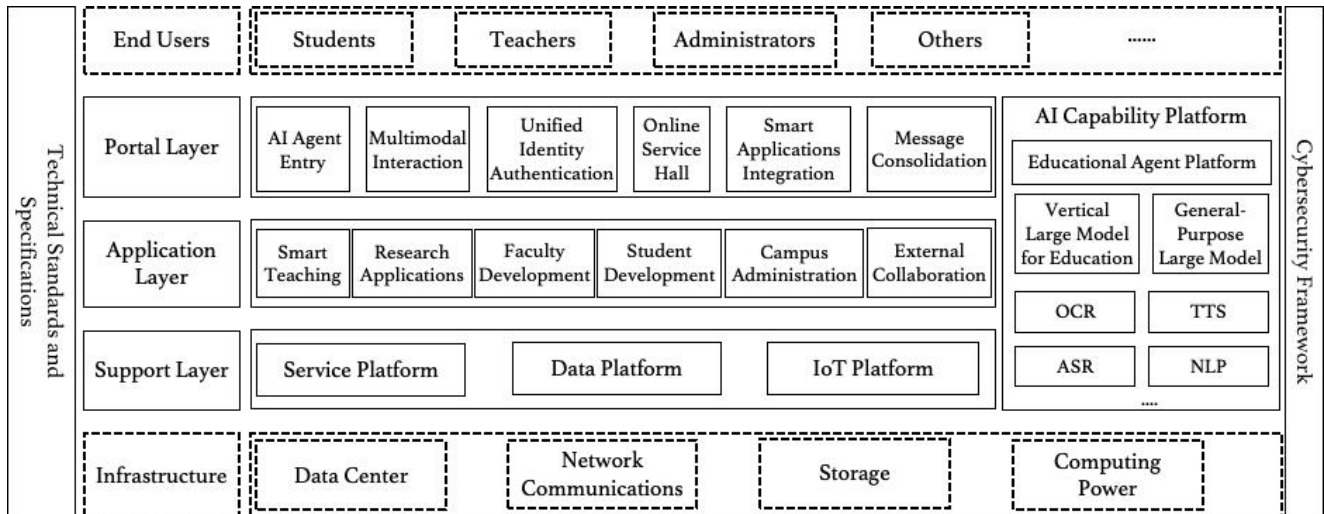 Technical Standards and
Specifications
End Users
Students
Teachers
Administrators
Others
......
Portal Layer
AI Agent
Entry
Multimodal
Interaction
Unified
Identity
Authentication
Online
Service
Hall
Smart
Applications
Integration
Message
Consolidation
Application
Layer
Smart
Teaching
Research
Applications
Faculty
Development
Student
Development
Campus
Administration
External
Collaboration
Support Layer
Service Platform
Data Platform
IoT Platform
AI Capability Platform
Educational Agent Platform
Vertical
Large Model
for Education
General-
Purpose
Large Model
OCR
TTS
ASR
NLP
....
Infrastructure
Data Center
Network
Communications
Storage
Computing
Power
Cybersecurity Framework